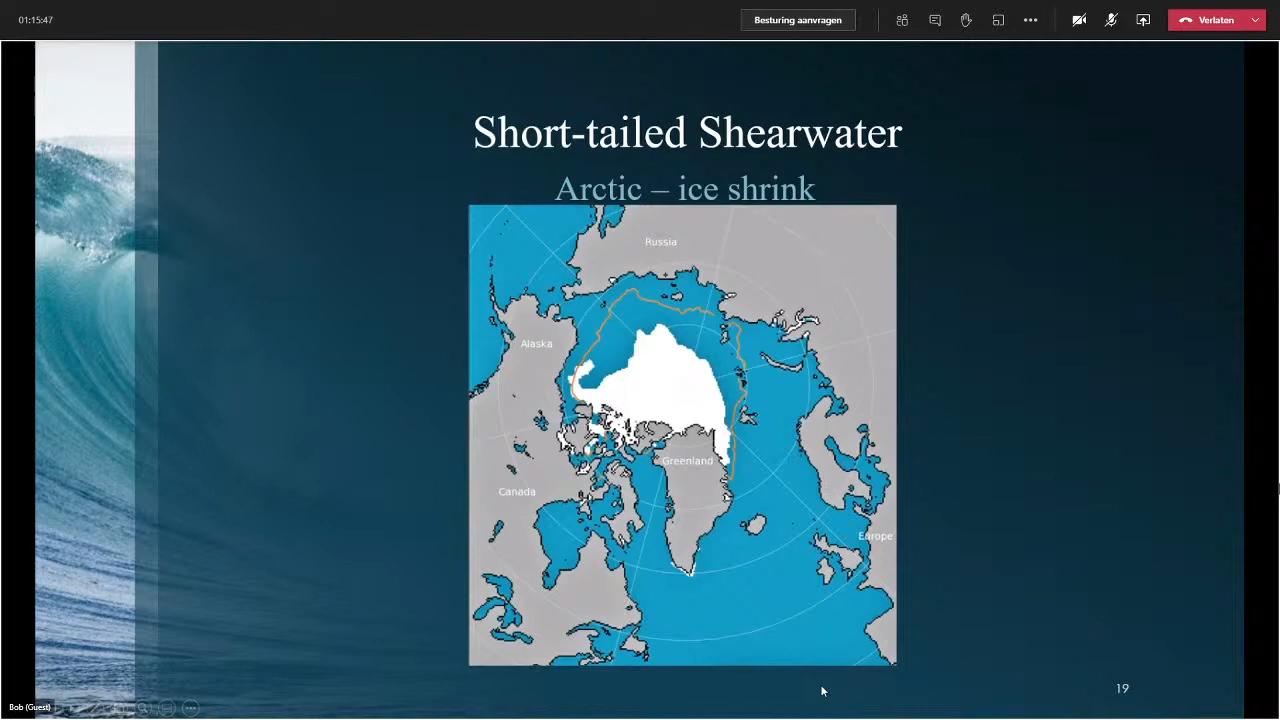 01:15:47
Besturing aanvragen
Verlaten
Short-tailed Shearwater
Arctic – ice shrink
Russia
Alaska
Greenland
Canada
Europe
19
Bob (Guest)